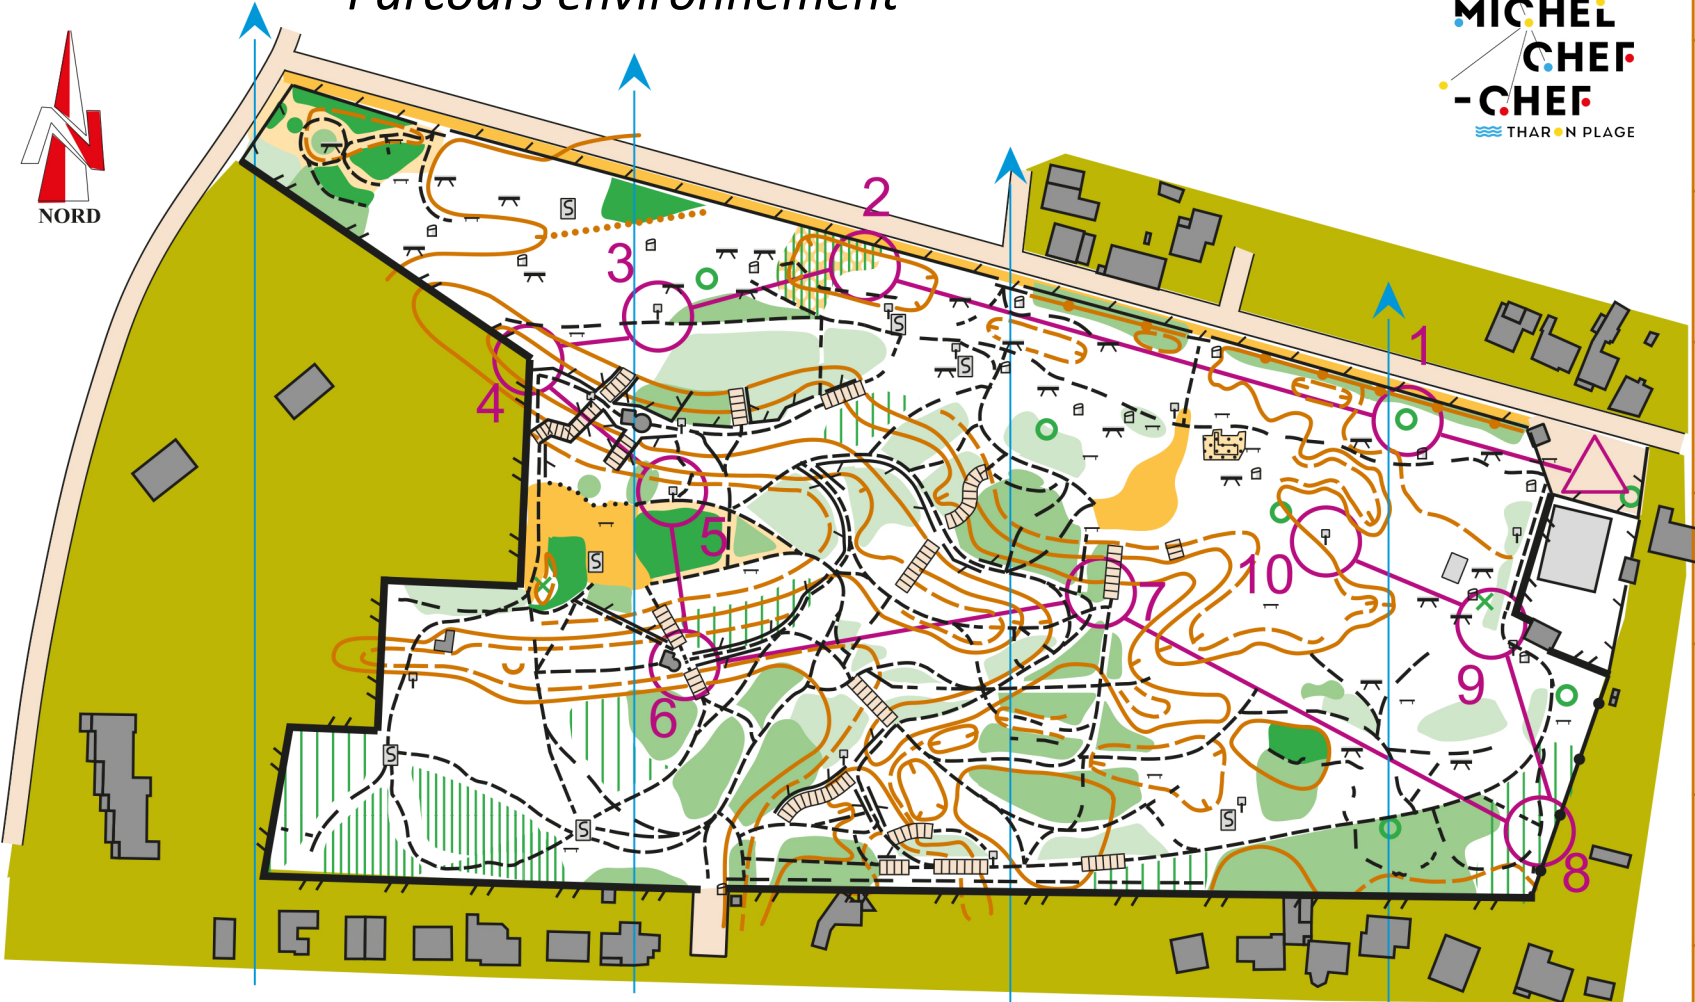 Parcours environnement
MICHEL
CHEF
-CHEF
THARON PLAGE
NORD
2
3
1
4
5
10
7
9
6
8
S
S
S
S
S
S
S
S